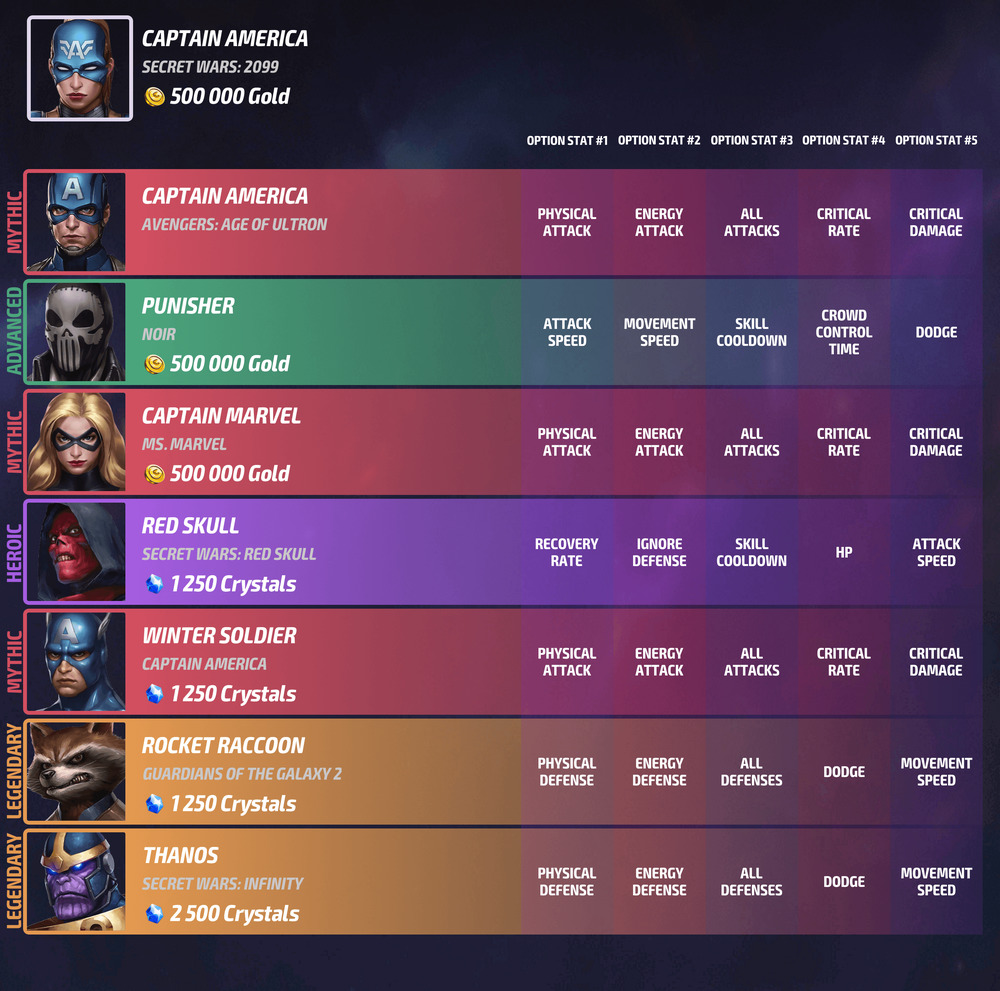 CAPTAIN AMERICA
SECRET WARS: 2099
500 000 Gold
OPTION STAT #1 OPTION STAT #2 OPTION STAT #3 OPTION STAT #4 OPTION STAT #5
MYTHIC
CAPTAIN AMERICA
AVENGERS: AGE OF ULTRON
PHYSICAL ATTACK
ENERGY ATTACK
ALL ATTACKS
CRITICAL RATE
CRITICAL DAMAGE
ADVANCED
PUNISHER
NOIR
500 000 Gold
ATTACK SPEED
MOVEMENT SPEED
SKILL COOLDOWN
CROWD CONTROL TIME
DODGE
MYTHIC
CAPTAIN MARVEL
MS. MARVEL
500 000 Gold
PHYSICAL ATTACK
ENERGY ATTACK
ALL ATTACKS
CRITICAL RATE
CRITICAL DAMAGE
HEROIC
RED SKULL
SECRET WARS: RED SKULL
1 250 Crystals
RECOVERY RATE
IGNORE DEFENSE
SKILL COOLDOWN
HP
ATTACK SPEED
MYTHIC
WINTER SOLDIER
CAPTAIN AMERICA
1 250 Crystals
PHYSICAL ATTACK
ENERGY ATTACK
ALL ATTACKS
CRITICAL RATE
CRITICAL DAMAGE
LEGENDARY
ROCKET RACCOON
GUARDIANS OF THE GALAXY 2
1 250 Crystals
PHYSICAL DEFENSE
ENERGY DEFENSE
ALL DEFENSES
DODGE
MOVEMENT SPEED
LEGENDARY
THANOS
SECRET WARS: INFINITY
2 500 Crystals
PHYSICAL DEFENSE
ENERGY DEFENSE
ALL DEFENSES
DODGE
MOVEMENT SPEED